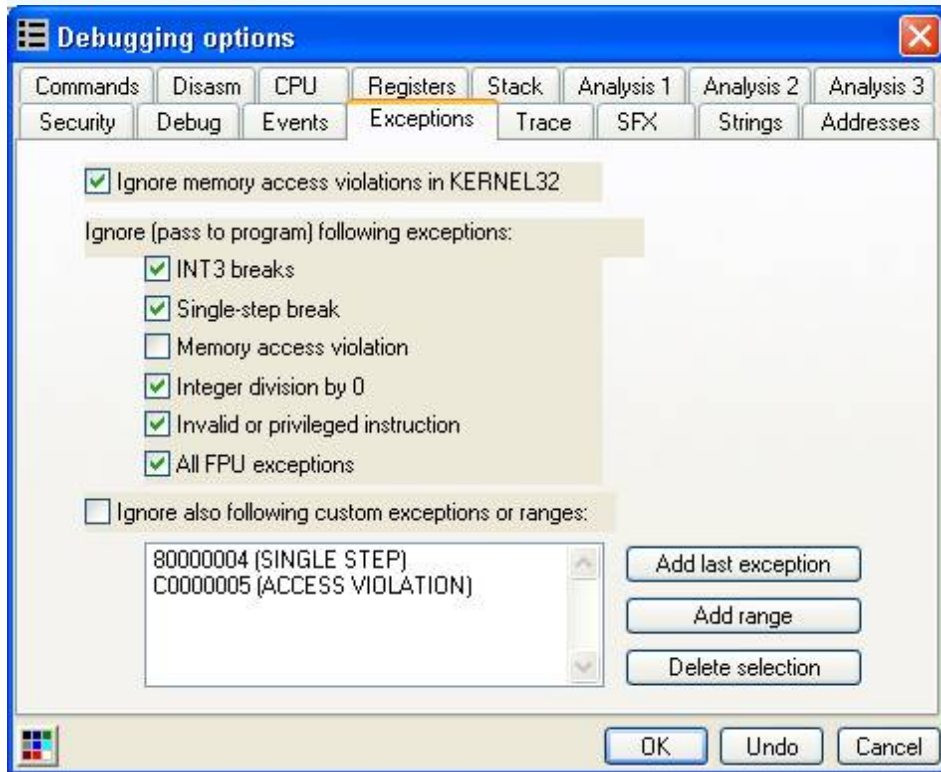 Debugging options
Commands Disasm CPU Registers Stack Analysis 1 Analysis 2 Analysis 3
Security Debug Events Exceptions Trace SFX Strings Addresses
Ignore memory access violations in KERNEL32
Ignore (pass to program) following exceptions:
INT3 breaks
Single-step break
Memory access violation
Integer division by 0
Invalid or privileged instruction
All FPU exceptions
Ignore also following custom exceptions or ranges:
80000004 (SINGLE STEP)
C0000005 (ACCESS VIOLATION)
Add last exception
Add range
Delete selection
OK Undo Cancel